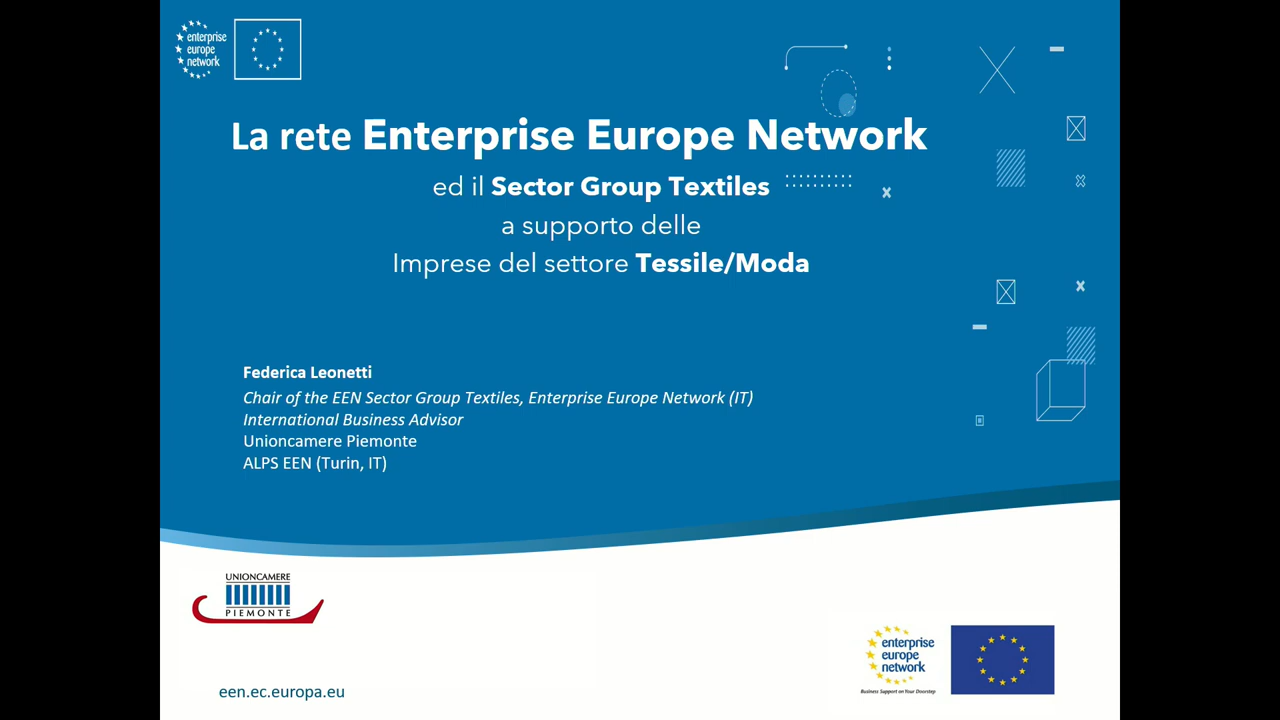 enterprise
europe
network
La rete Enterprise Europe Network
ed il Sector Group Textiles
a supporto delle
Imprese del settore Tessile/Moda
Federica Leonetti
Chair of the EEN Sector Group Textiles, Enterprise Europe Network (IT)
International Business Advisor
Unioncamere Piemonte
ALPS EEN (Turin, IT)
UNIONCAMERE
PIEMONTE
enterprise
europe
network
Business Support on Your Doorstep
een.ec.europa.eu